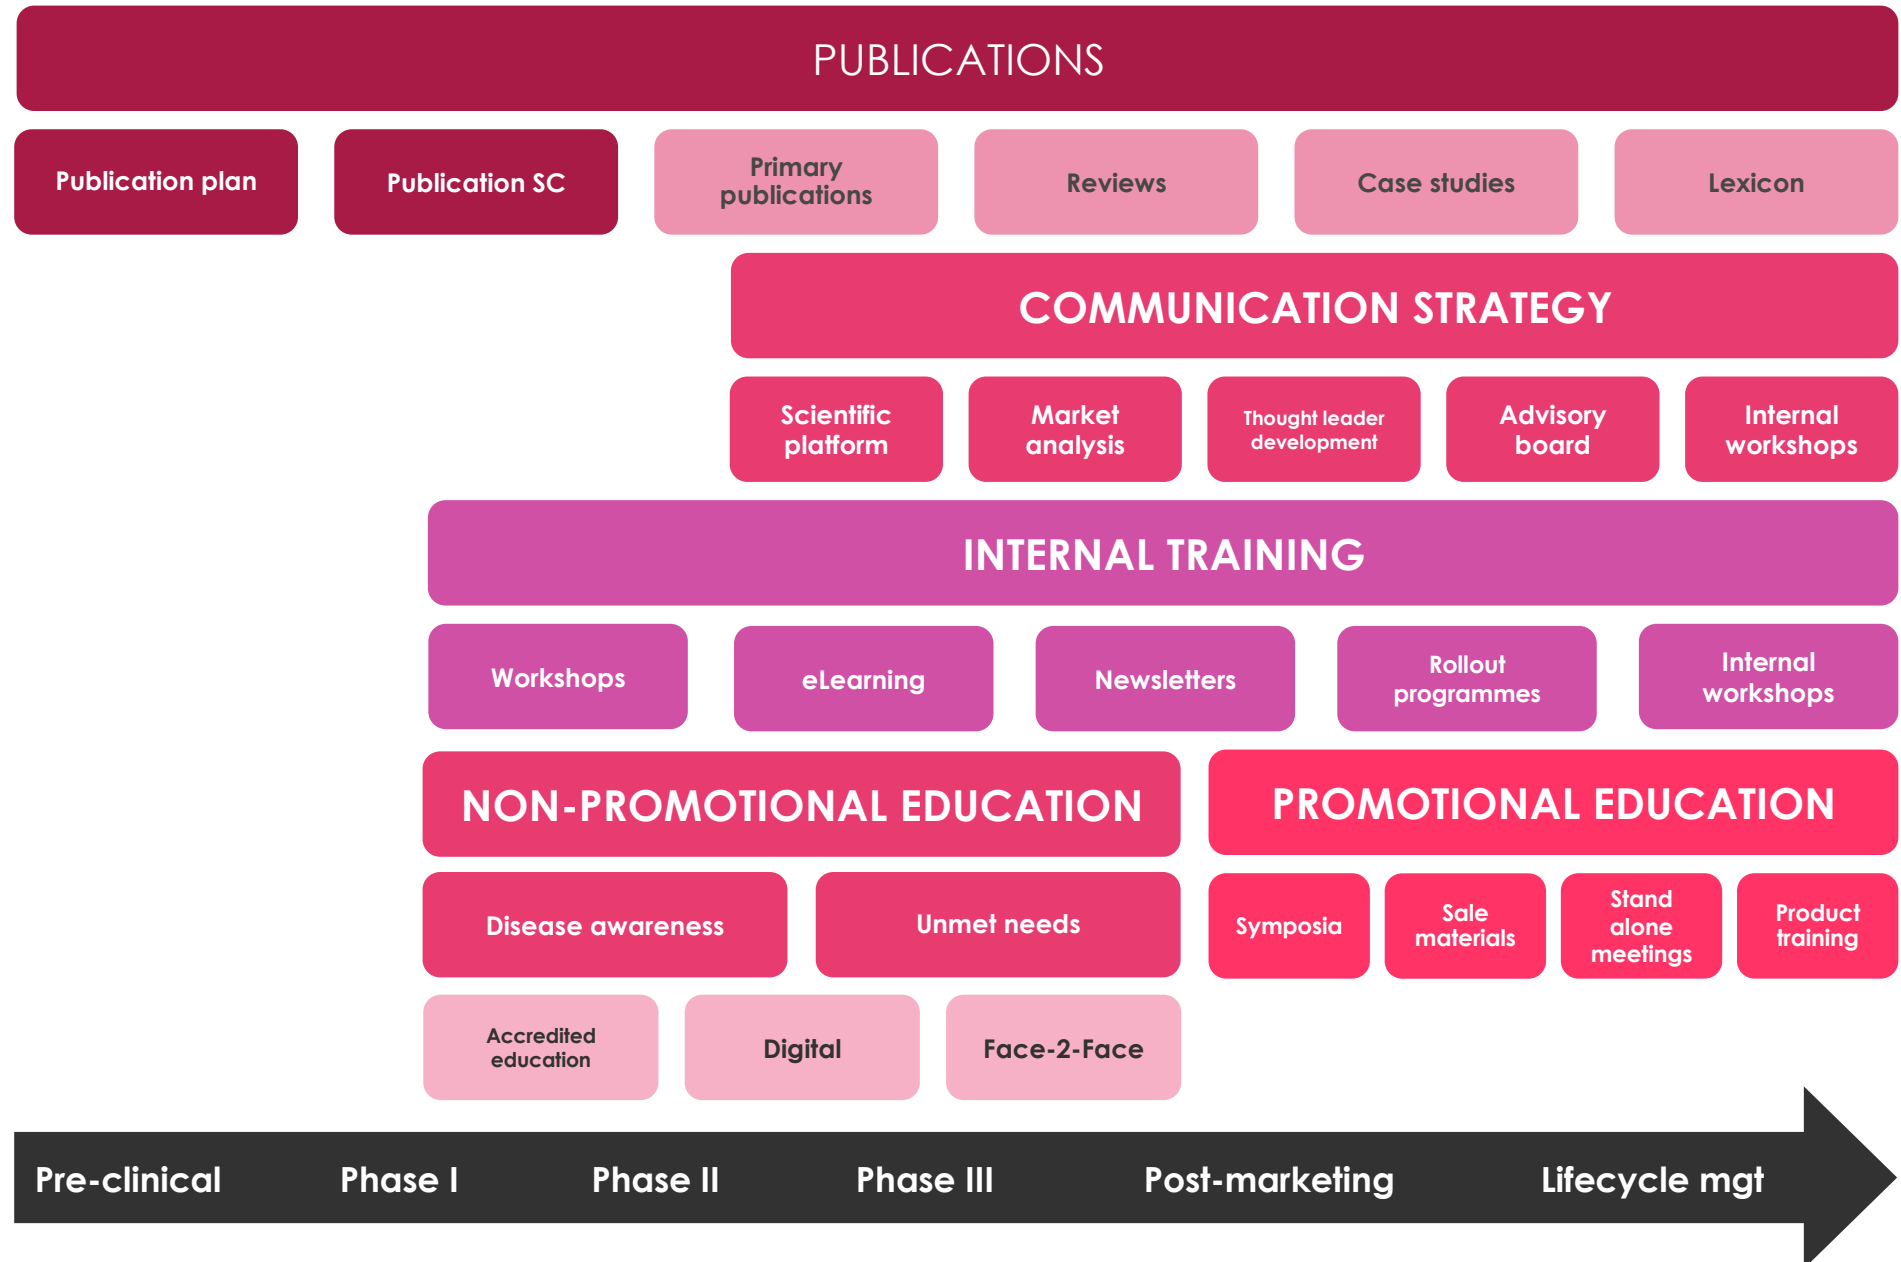 PUBLICATIONS
Publication plan
Publication SC
Primary
publications
Reviews
Case studies
Lexicon
COMMUNICATION STRATEGY
Scientific
platform
Market
analysis
Thought leader
development
Advisory
board
Internal
workshops
INTERNAL TRAINING
Workshops
eLearning
Newsletters
Rollout
programmes
Internal
workshops
NON-PROMOTIONAL EDUCATION
PROMOTIONAL EDUCATION
Disease awareness
Unmet needs
Symposia
Sale
materials
Stand
alone
meetings
Product
training
Accredited
education
Digital
Face-2-Face
Pre-clinical
Phase I
Phase II
Phase III
Post-marketing
Lifecycle mgt